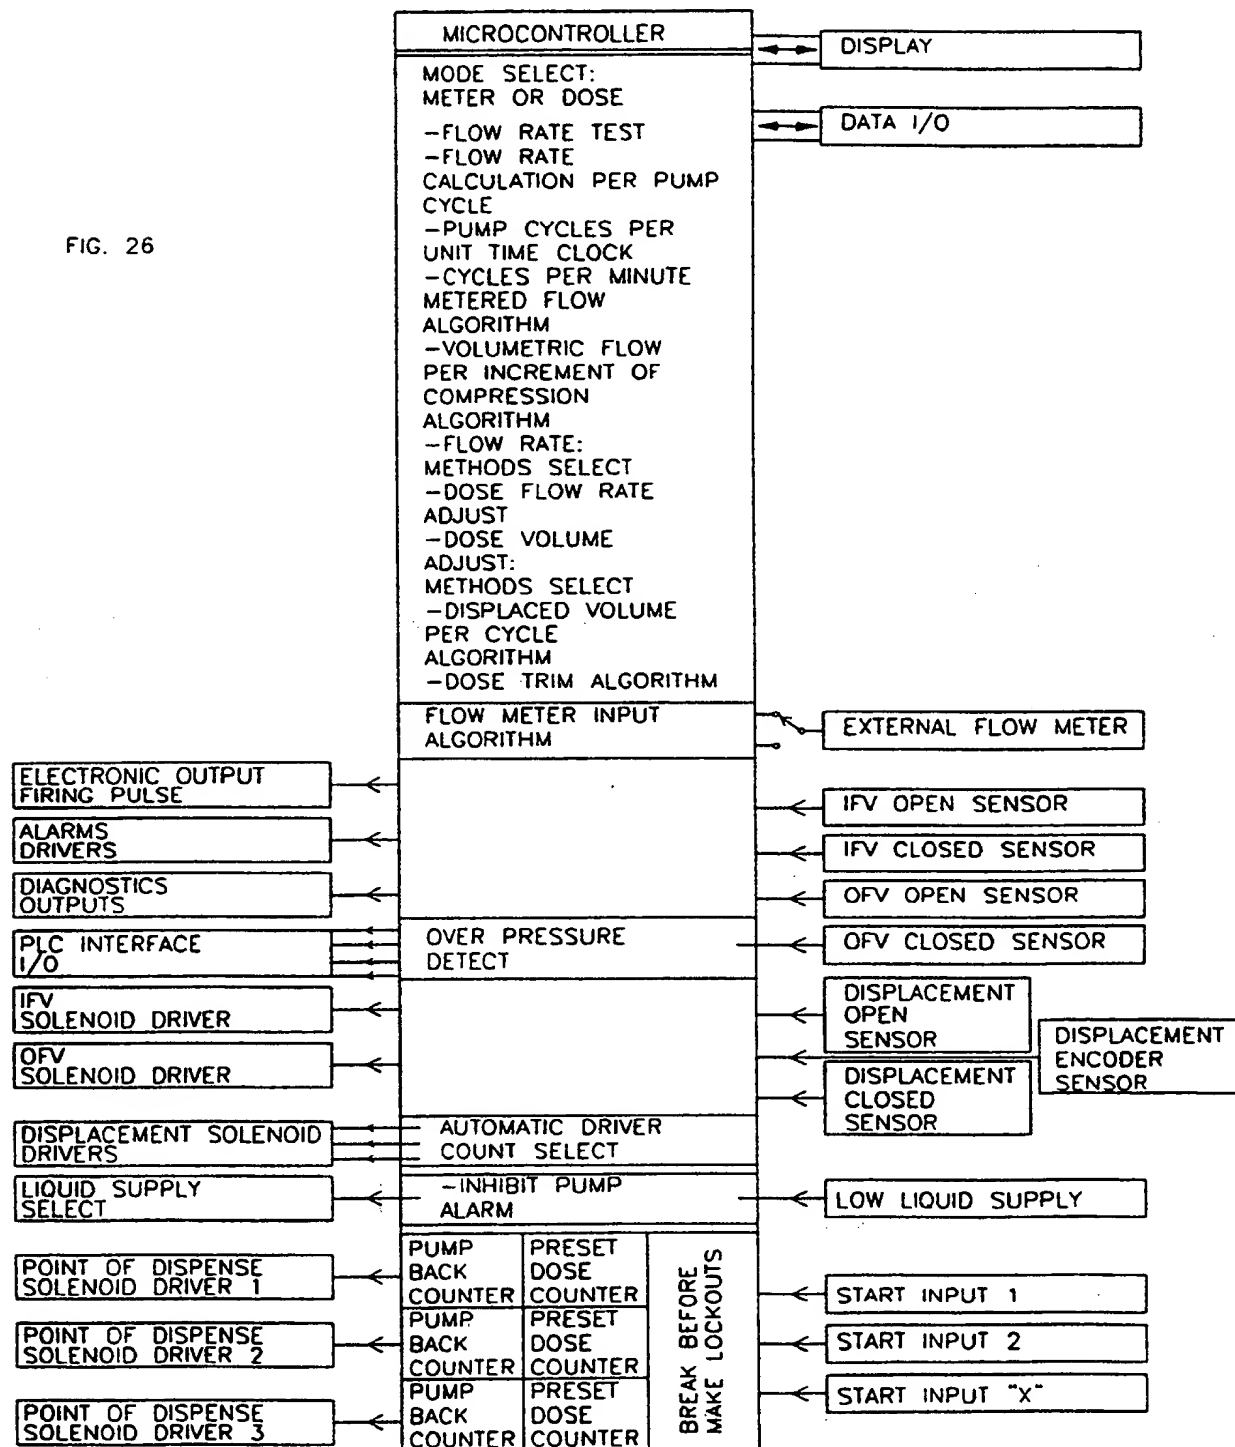 FIG. 26
MICROCONTROLLER
MODE SELECT:
METER OR DOSE
-FLOW RATE TEST
-FLOW RATE
CALCULATION PER PUMP
CYCLE
-PUMP CYCLES PER
UNIT TIME CLOCK
-CYCLES PER MINUTE
METERED FLOW
ALGORITHM
-VOLUMETRIC FLOW
PER INCREMENT OF
COMPRESSION
ALGORITHM
-FLOW RATE:
METHODS SELECT
-DOSE FLOW RATE
ADJUST
-DOSE VOLUME
ADJUST:
METHODS SELECT
-DISPLACED VOLUME
PER CYCLE
ALGORITHM
-DOSE TRIM ALGORITHM
FLOW METER INPUT
ALGORITHM
OVER PRESSURE
DETECT
AUTOMATIC DRIVER
COUNT SELECT
-INHIBIT PUMP
ALARM
PUMP
BACK
COUNTER
PRESET
DOSE
COUNTER
PUMP
BACK
COUNTER
PRESET
DOSE
COUNTER
PUMP
BACK
COUNTER
PRESET
DOSE
COUNTER
BREAK BEFORE
MAKE LOCKOUTS
ELECTRONIC OUTPUT
FIRING PULSE
ALARMS
DRIVERS
DIAGNOSTICS
OUTPUTS
PLC INTERFACE
I/O
IFV
SOLENOID DRIVER
OFV
SOLENOID DRIVER
DISPLACEMENT SOLENOID
DRIVERS
LIQUID SUPPLY
SELECT
POINT OF DISPENSE
SOLENOID DRIVER 1
POINT OF DISPENSE
SOLENOID DRIVER 2
POINT OF DISPENSE
SOLENOID DRIVER 3
DISPLAY
DATA I/O
EXTERNAL FLOW METER
IFV OPEN SENSOR
IFV CLOSED SENSOR
OFV OPEN SENSOR
OFV CLOSED SENSOR
DISPLACEMENT
OPEN
SENSOR
DISPLACEMENT
ENCODER
SENSOR
DISPLACEMENT
CLOSED
SENSOR
LOW LIQUID SUPPLY
START INPUT 1
START INPUT 2
START INPUT "X"